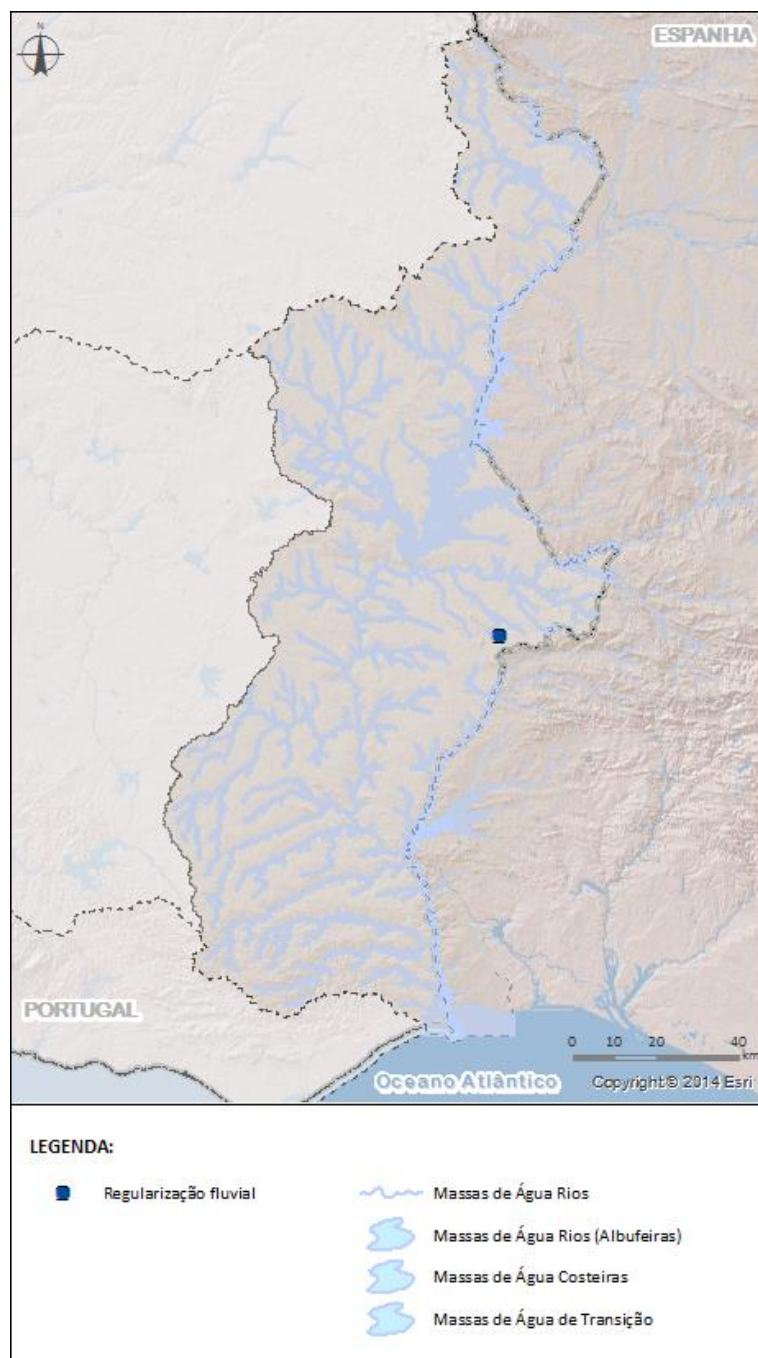 N
ESPANHA
PORTUGAL
0 10 20 40
km
Oceano Atlântico
Copyright:© 2014 Esri
LEGENDA:
Regularização fluvial
Massas de Água Rios
Massas de Água Rios (Albufeiras)
Massas de Água Costeiras
Massas de Água de Transição